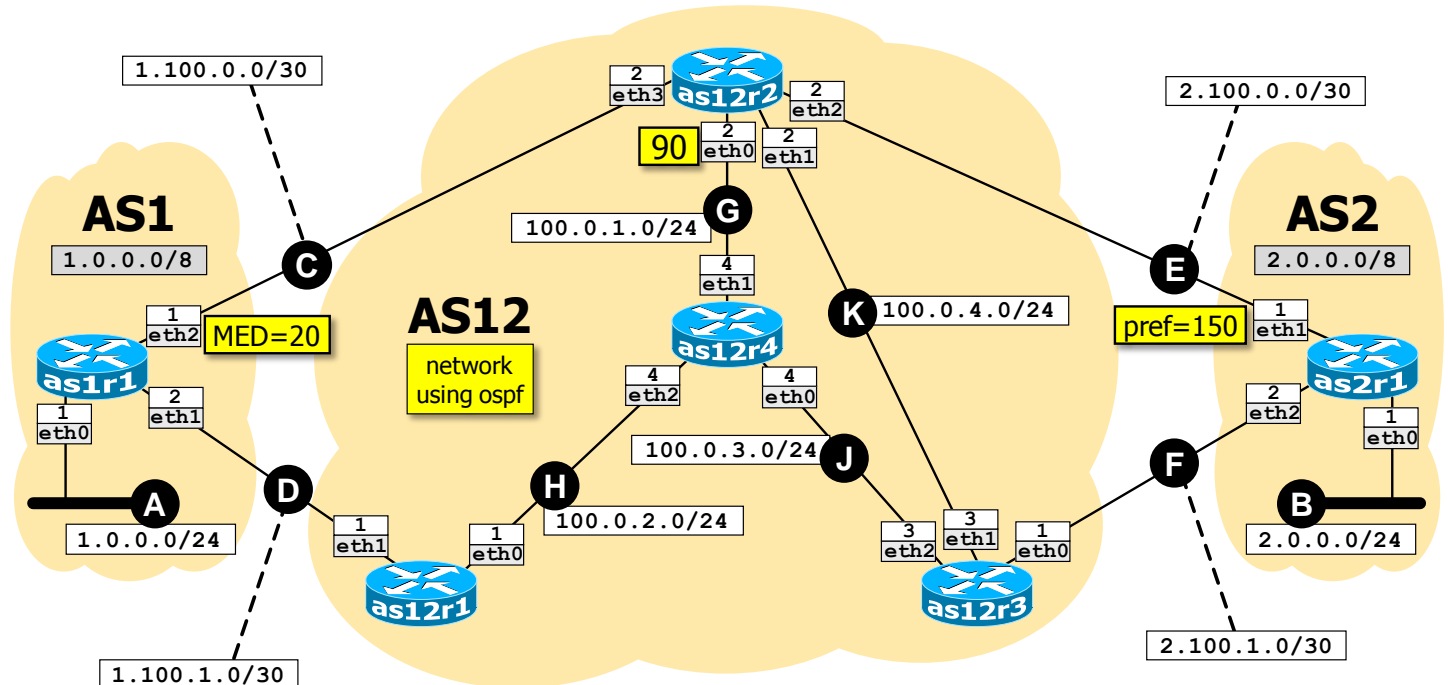 1.100.0.0/30
2.100.0.0/30
2
eth3
as12r2
2
eth2
90
2
eth0
2
eth1
AS1
1.0.0.0/8
C
100.0.1.0/24
G
E
AS2
2.0.0.0/8
1
eth2
MED=20
AS12
network
using ospf
4
eth1
K
100.0.4.0/24
pref=150
1
eth1
as1r1
as12r4
as2r1
1
eth0
2
eth1
4
eth2
4
eth0
2
eth2
1
eth0
A
1.0.0.0/24
D
H
100.0.2.0/24
100.0.3.0/24
J
F
B
2.0.0.0/24
1
eth1
1
eth0
3
eth2
3
eth1
1
eth0
as12r1
as12r3
1.100.1.0/30
2.100.1.0/30